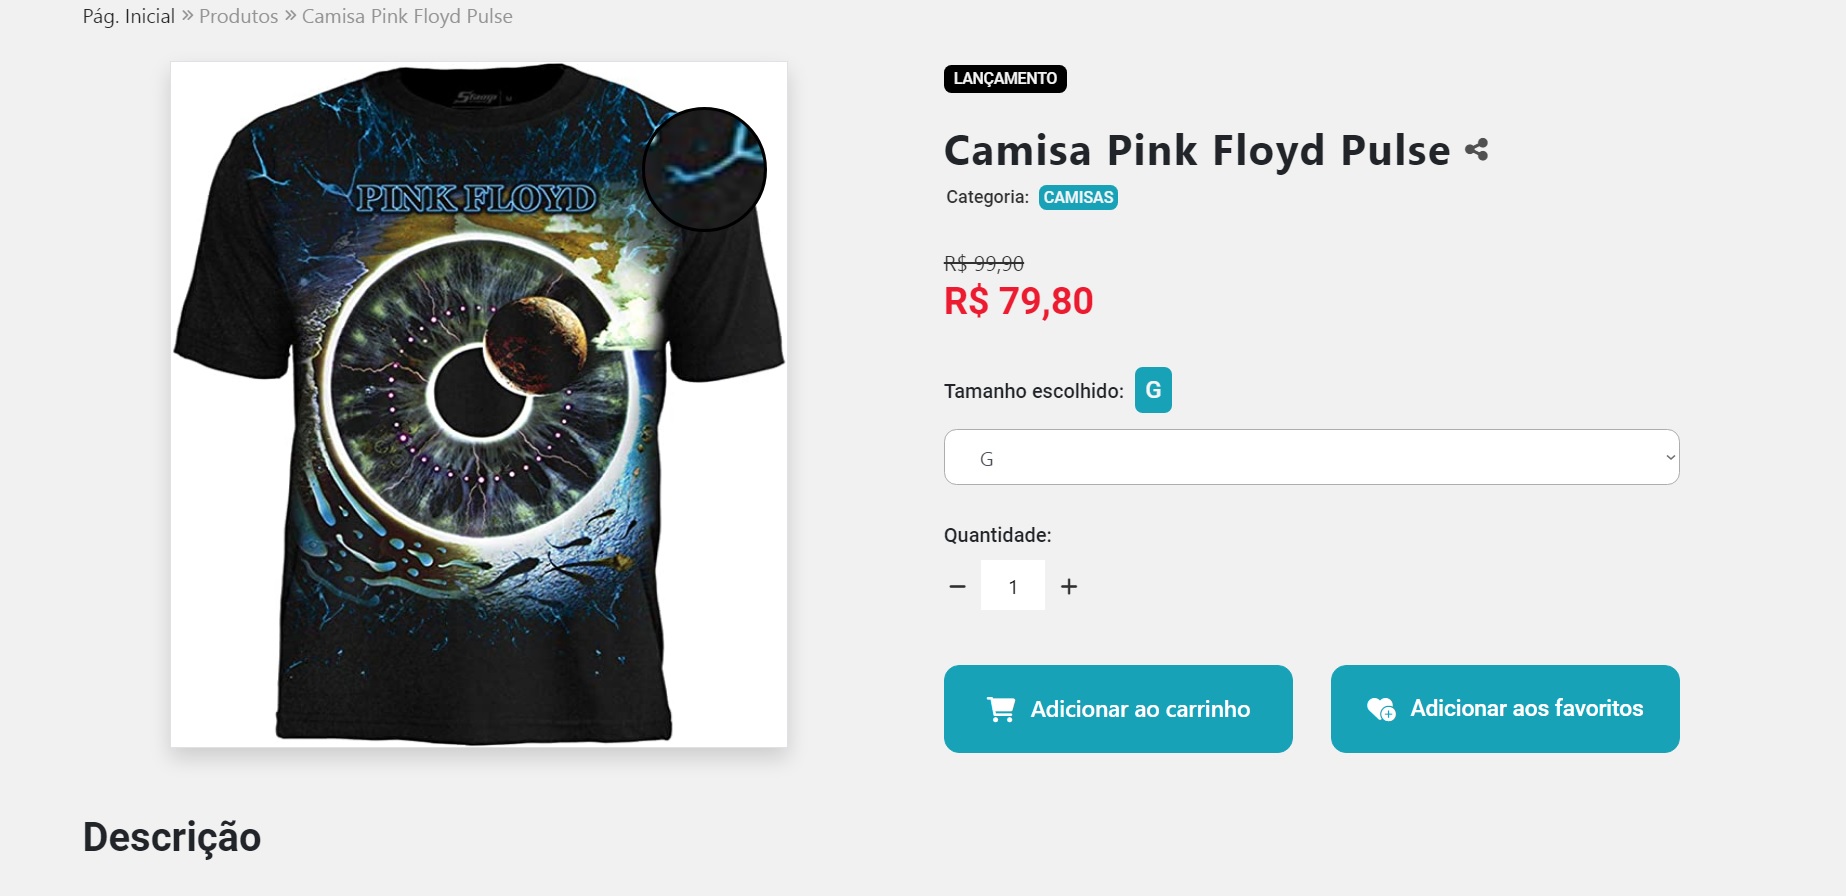 Pág. Inicial » Produtos » Camisa Pink Floyd Pulse
Stamp
PINK FLOYD
LANÇAMENTO
Camisa Pink Floyd Pulse
Categoria: CAMISAS
R$ 99,90
R$ 79,80
Tamanho escolhido: G
G
Quantidade:
− 1 +
Adicionar ao carrinho
Adicionar aos favoritos
Descrição